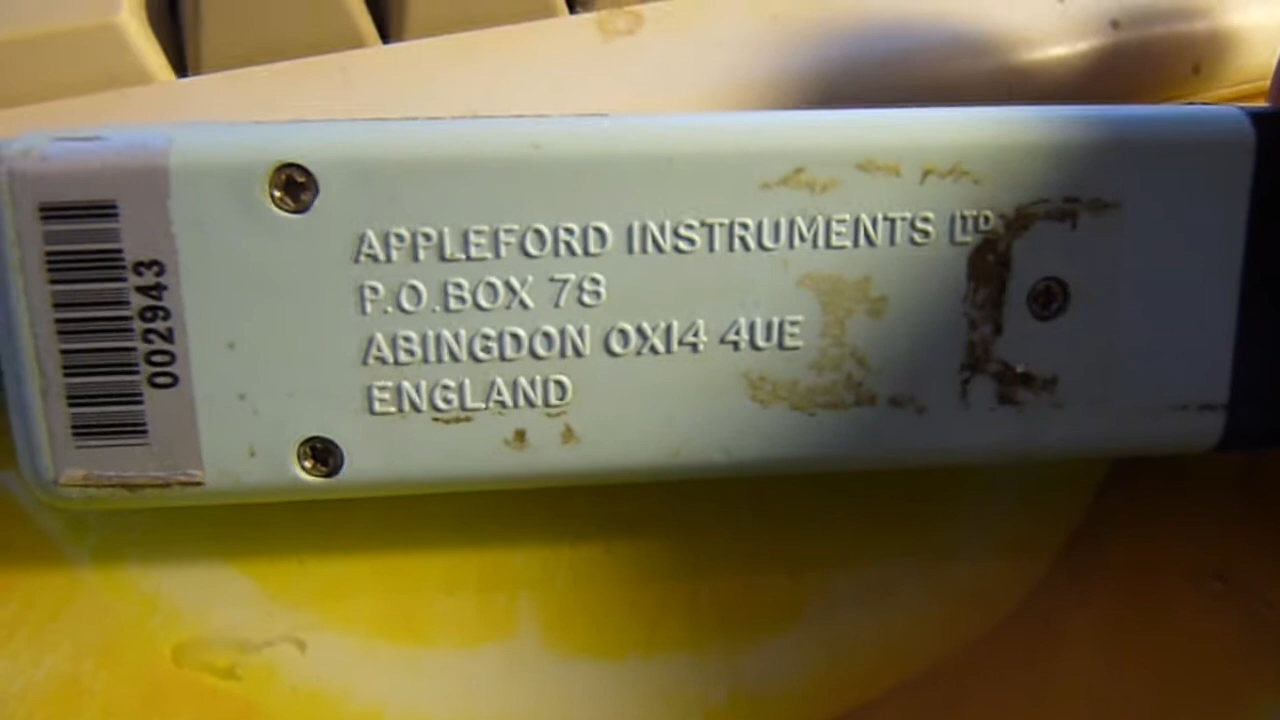 APPLEFORD INSTRUMENTS LTD
P.O.BOX 78
ABINGDON OX14 4UE
ENGLAND
002943